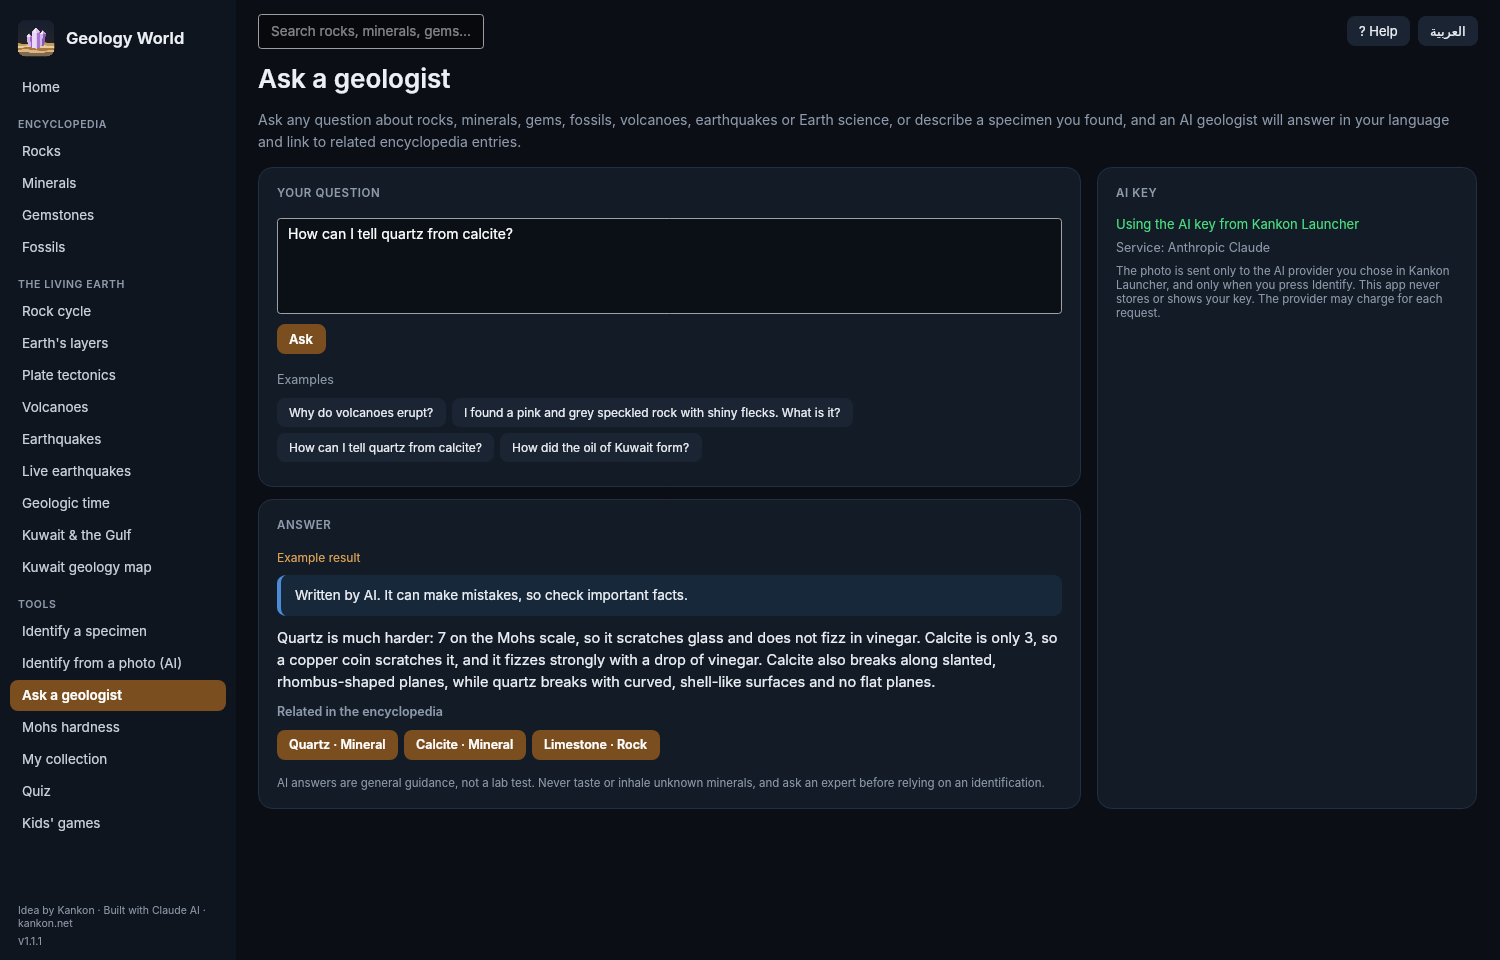 Geology World
Home
ENCYCLOPEDIA
Rocks
Minerals
Gemstones
Fossils
THE LIVING EARTH
Rock cycle
Earth's layers
Plate tectonics
Volcanoes
Earthquakes
Live earthquakes
Geologic time
Kuwait & the Gulf
Kuwait geology map
TOOLS
Identify a specimen
Identify from a photo (AI)
Ask a geologist
Mohs hardness
My collection
Quiz
Kids' games
Idea by Kankon · Built with Claude AI ·
kankon.net
v1.1.1
Search rocks, minerals, gems...
? Help
العربية
Ask a geologist
Ask any question about rocks, minerals, gems, fossils, volcanoes, earthquakes or Earth science, or describe a specimen you found, and an AI geologist will answer in your language
and link to related encyclopedia entries.
YOUR QUESTION
How can I tell quartz from calcite?
Ask
Examples
Why do volcanoes erupt?
I found a pink and grey speckled rock with shiny flecks. What is it?
How can I tell quartz from calcite?
How did the oil of Kuwait form?
ANSWER
Example result
Written by AI. It can make mistakes, so check important facts.
Quartz is much harder: 7 on the Mohs scale, so it scratches glass and does not fizz in vinegar. Calcite is only 3, so
a copper coin scratches it, and it fizzes strongly with a drop of vinegar. Calcite also breaks along slanted,
rhombus-shaped planes, while quartz breaks with curved, shell-like surfaces and no flat planes.
Related in the encyclopedia
Quartz · Mineral
Calcite · Mineral
Limestone · Rock
AI answers are general guidance, not a lab test. Never taste or inhale unknown minerals, and ask an expert before relying on an identification.
AI KEY
Using the AI key from Kankon Launcher
Service: Anthropic Claude
The photo is sent only to the AI provider you chose in Kankon
Launcher, and only when you press Identify. This app never
stores or shows your key. The provider may charge for each
request.